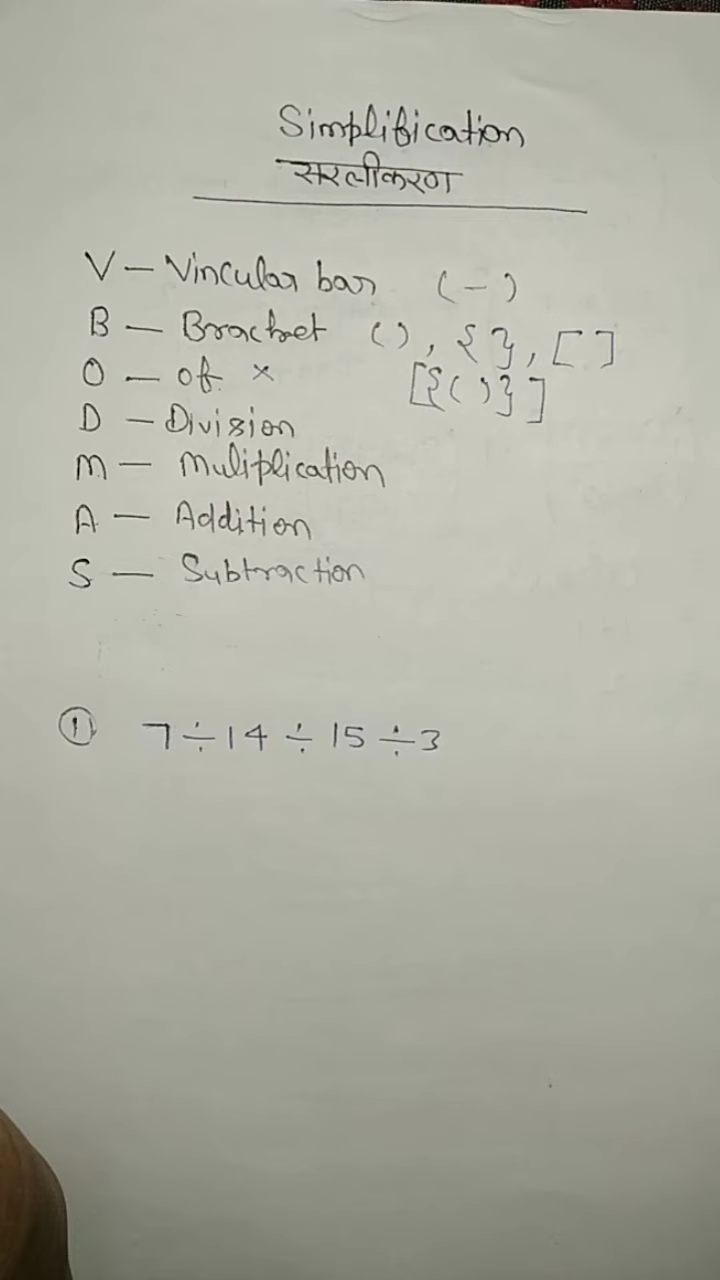 Simplification
सरलीकरण
V — Vincular bar (-)
B — Bracket (), {}, []
O — of × [{()}]
D — Division
M — Muliplication
A — Addition
S — Subtraction
① 7 ÷ 14 ÷ 15 ÷ 3